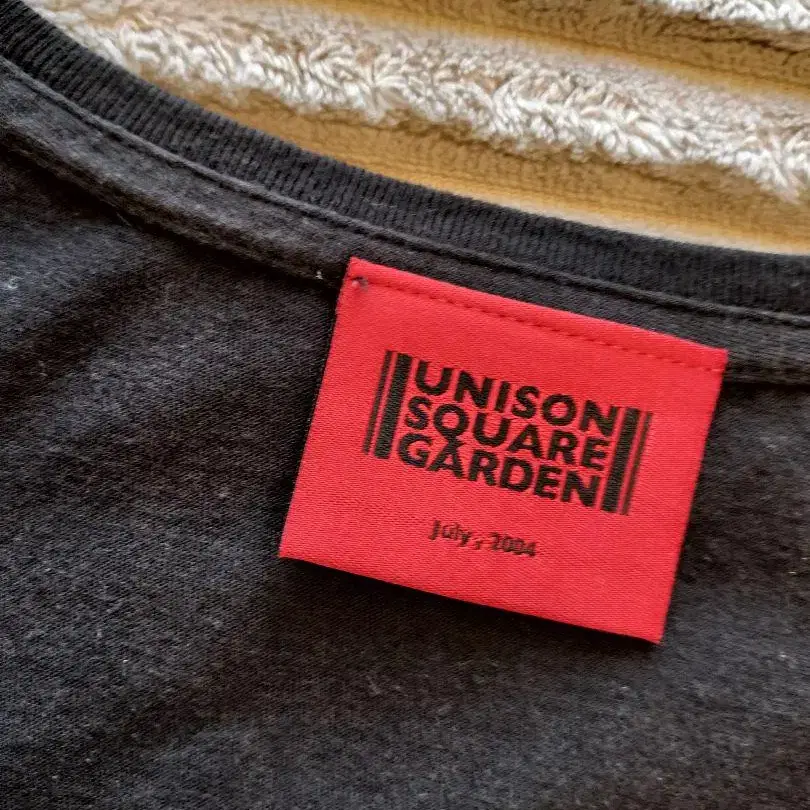 UNISON
SQUARE
GARDEN
July, 2004